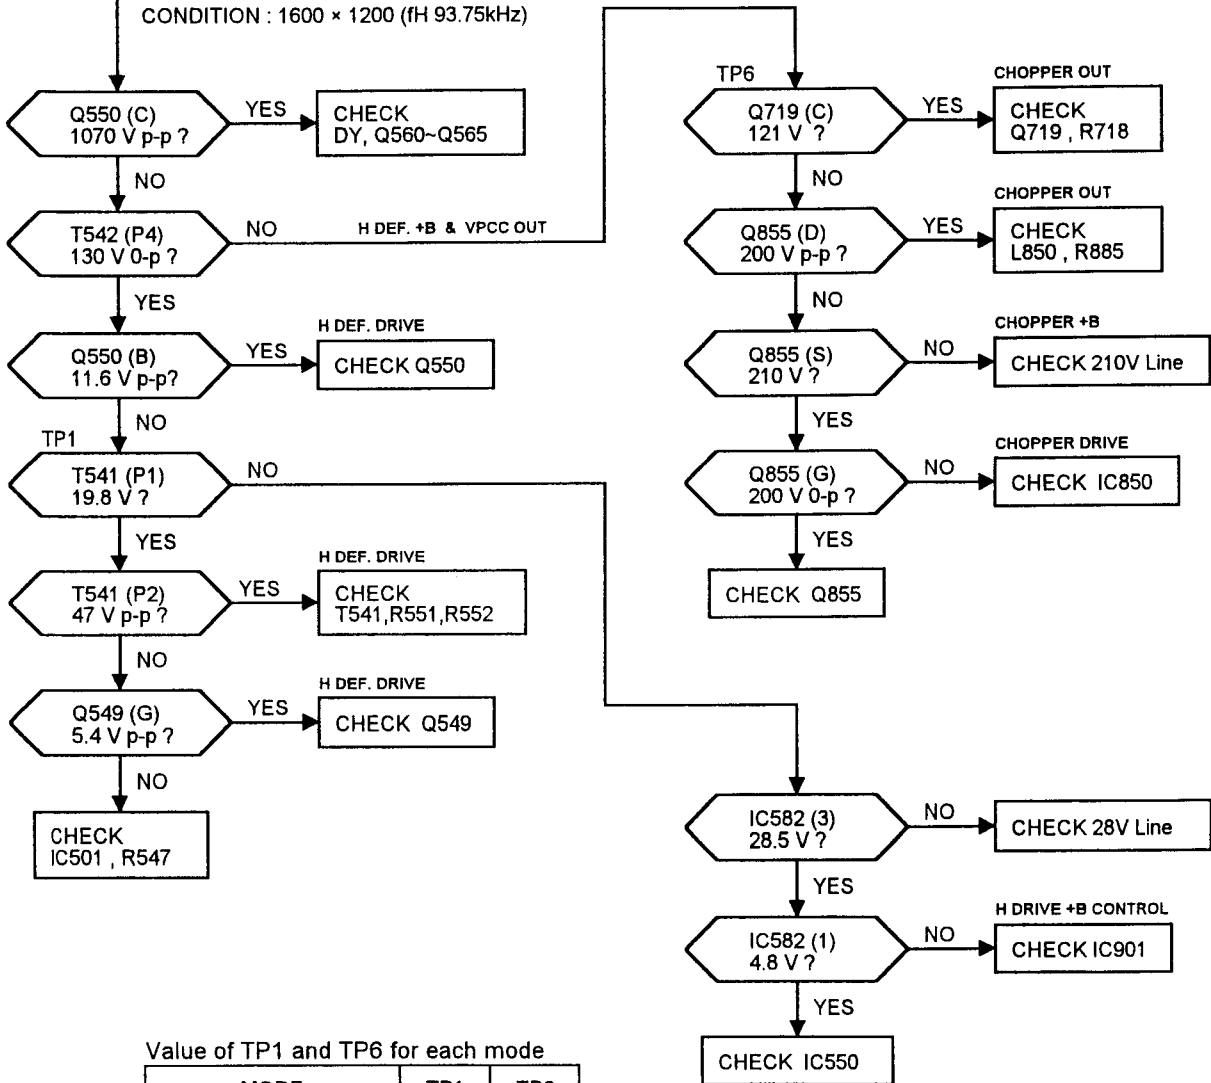 CONDITION : 1600 × 1200 (fH 93.75kHz)
Q550 (C)
1070 V p-p ?
YES
CHECK
DY, Q560~Q565
NO
T542 (P4)
130 V 0-p ?
NO
H DEF. +B & VPCC OUT
YES
Q550 (B)
11.6 V p-p?
YES
H DEF. DRIVE
CHECK Q550
NO
TP1
T541 (P1)
19.8 V ?
NO
YES
T541 (P2)
47 V p-p ?
YES
H DEF. DRIVE
CHECK
T541,R551,R552
NO
Q549 (G)
5.4 V p-p ?
YES
H DEF. DRIVE
CHECK Q549
NO
CHECK
IC501 , R547
TP6
Q719 (C)
121 V ?
YES
CHOPPER OUT
CHECK
Q719 , R718
NO
Q855 (D)
200 V p-p ?
YES
CHOPPER OUT
CHECK
L850 , R885
NO
Q855 (S)
210 V ?
NO
CHOPPER +B
CHECK 210V Line
YES
Q855 (G)
200 V 0-p ?
NO
CHOPPER DRIVE
CHECK IC850
YES
CHECK Q855
IC582 (3)
28.5 V ?
NO
CHECK 28V Line
YES
IC582 (1)
4.8 V ?
NO
H DRIVE +B CONTROL
CHECK IC901
YES
CHECK IC550
Value of TP1 and TP6 for each mode